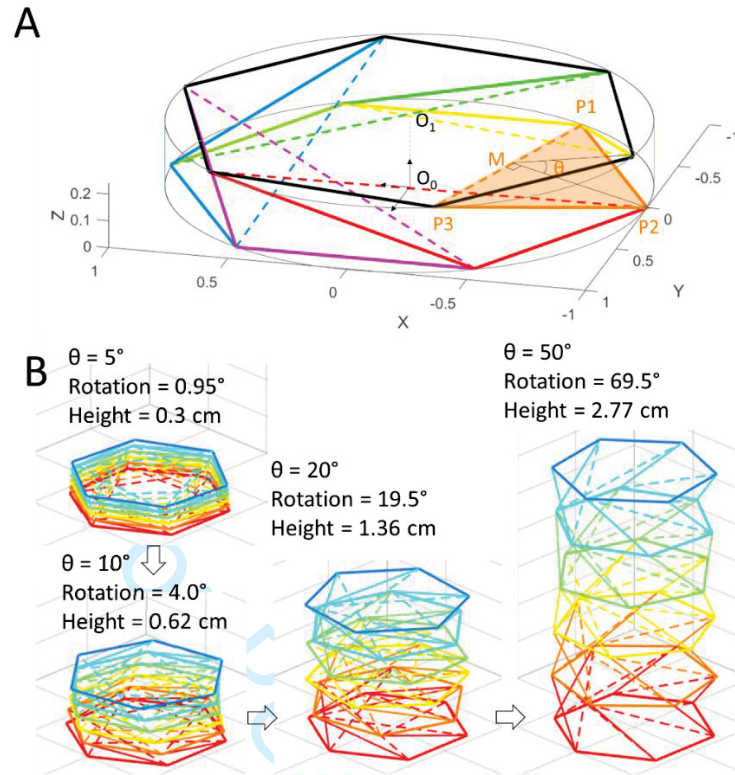 A
O₁
P1
M
θ
O₀
P3
P2
Z
0.2
0.1
0
1
0.5
0
-0.5
-1
X
1
0.5
0
-0.5
-1
Y
B
θ = 5°
Rotation = 0.95°
Height = 0.3 cm
θ = 10°
Rotation = 4.0°
Height = 0.62 cm
θ = 20°
Rotation = 19.5°
Height = 1.36 cm
θ = 50°
Rotation = 69.5°
Height = 2.77 cm